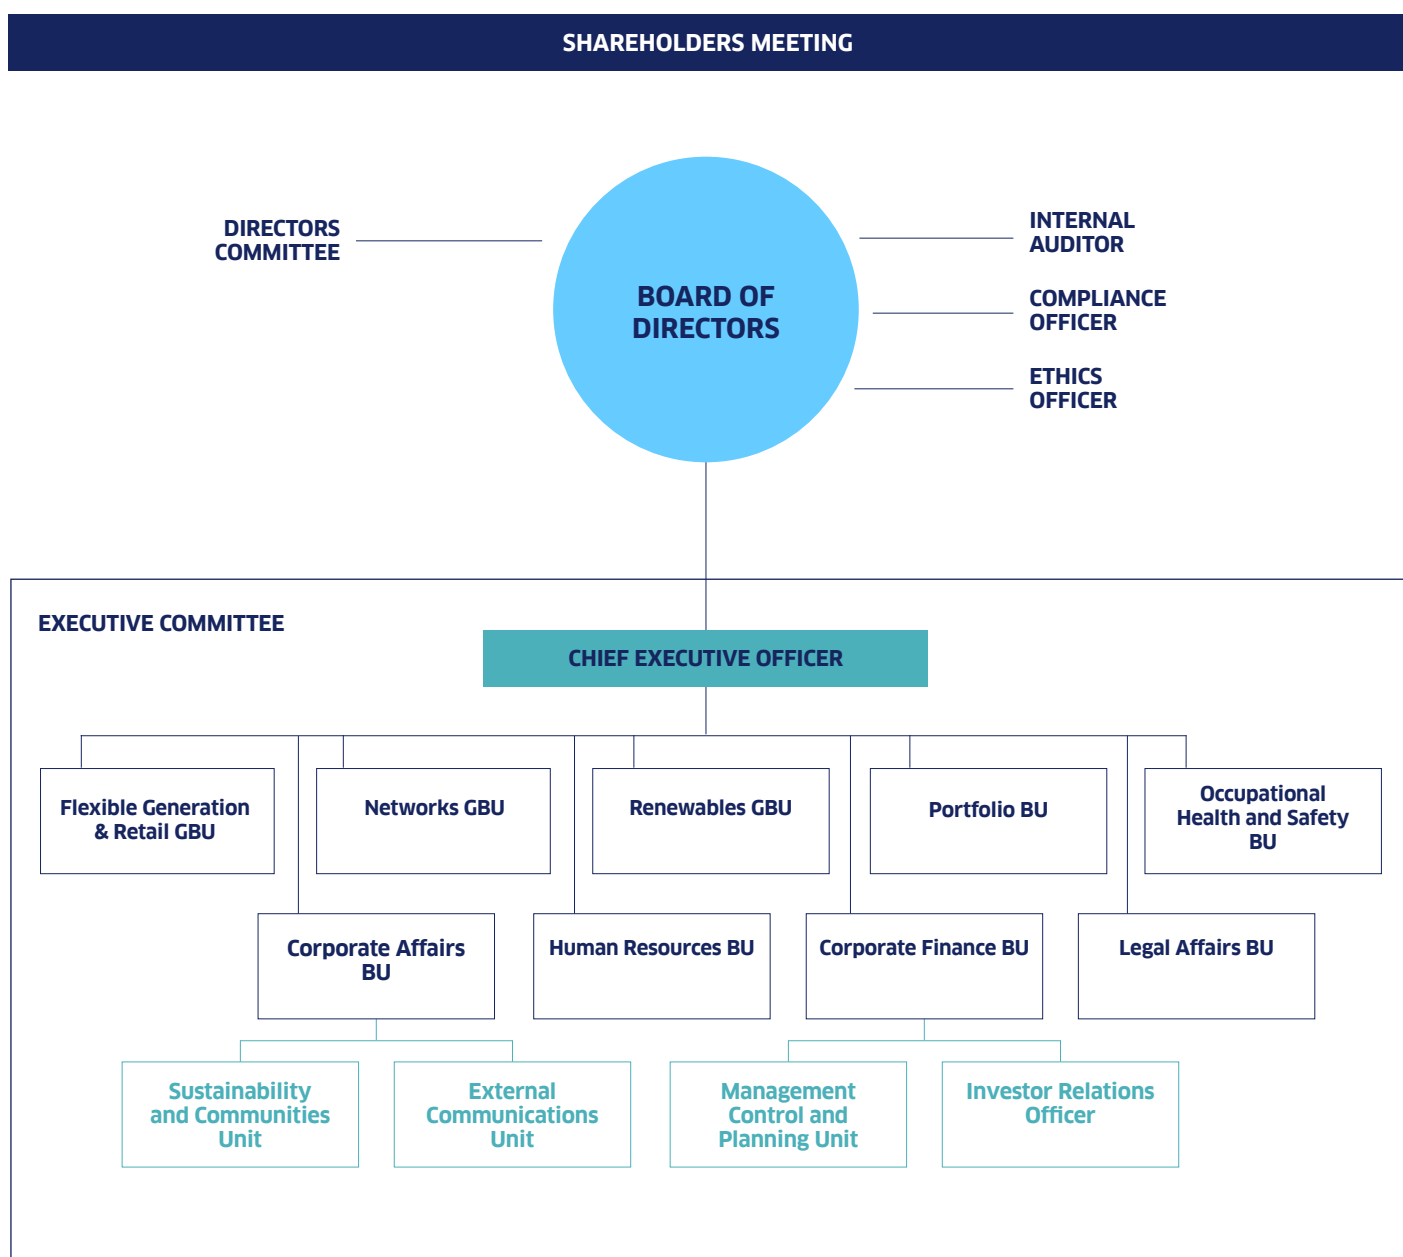 SHAREHOLDERS MEETING
DIRECTORS
COMMITTEE
BOARD OF
DIRECTORS
INTERNAL
AUDITOR
COMPLIANCE
OFFICER
ETHICS
OFFICER
EXECUTIVE COMMITTEE
CHIEF EXECUTIVE OFFICER
Flexible Generation
& Retail GBU
Networks GBU
Renewables GBU
Portfolio BU
Occupational
Health and Safety
BU
Corporate Affairs
BU
Human Resources BU
Corporate Finance BU
Legal Affairs BU
Sustainability
and Communities
Unit
External
Communications
Unit
Management
Control and
Planning Unit
Investor Relations
Officer